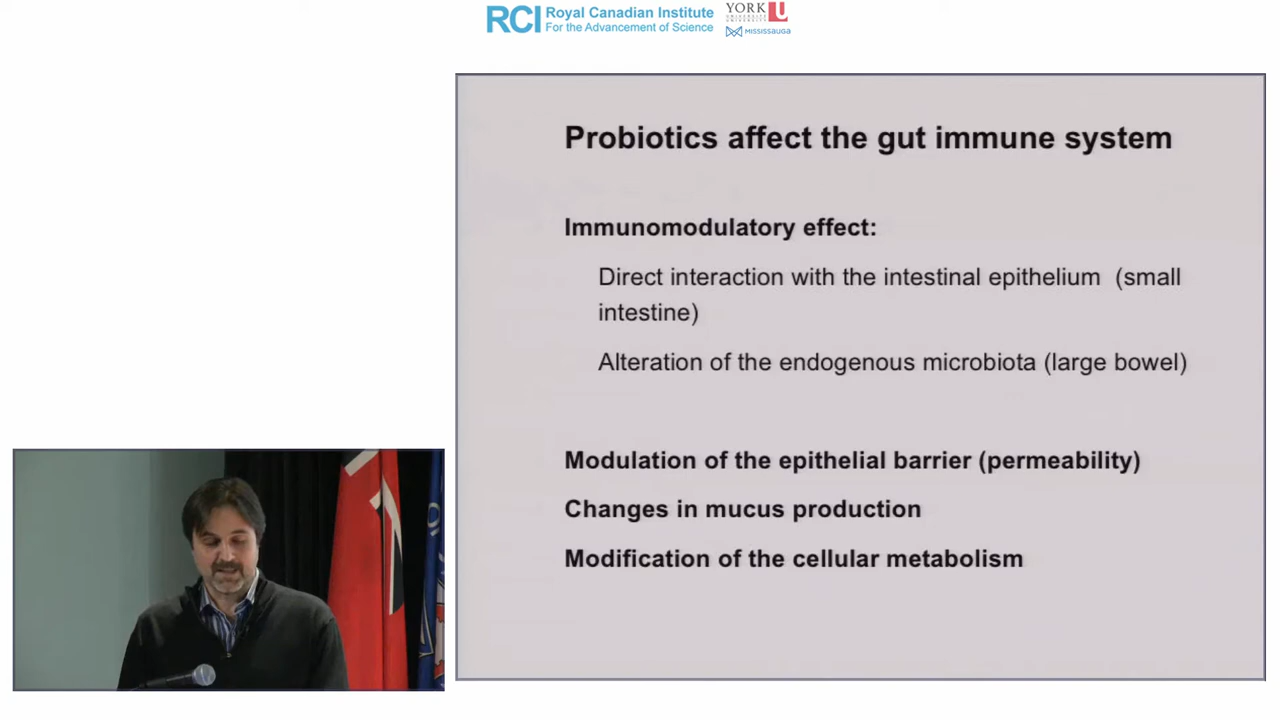 RCI Royal Canadian Institute
For the Advancement of Science
YORK U
UNIVERSITÉ
UNIVERSITY
MISSISSAUGA
Probiotics affect the gut immune system
Immunomodulatory effect:
Direct interaction with the intestinal epithelium (small
intestine)
Alteration of the endogenous microbiota (large bowel)
Modulation of the epithelial barrier (permeability)
Changes in mucus production
Modification of the cellular metabolism